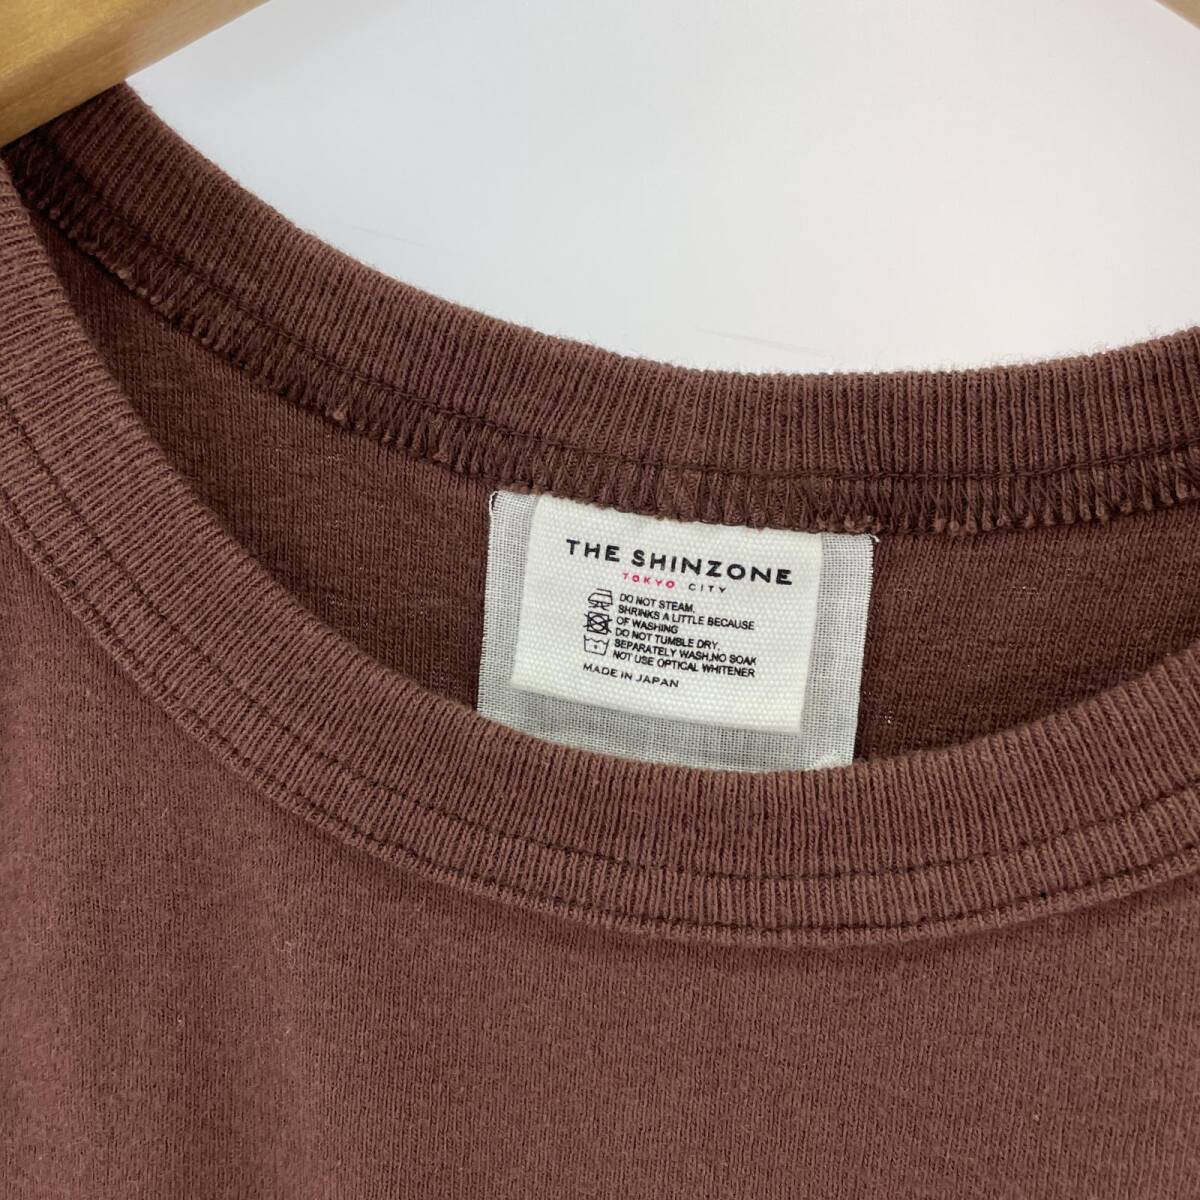 THE SHINZONE
TOKYO CITY
DO NOT STEAM.
SHRINKS A LITTLE BECAUSE
OF WASHING
DO NOT TUMBLE DRY.
SEPARATELY WASH.NO SOAK
NOT USE OPTICAL WHITENER
MADE IN JAPAN